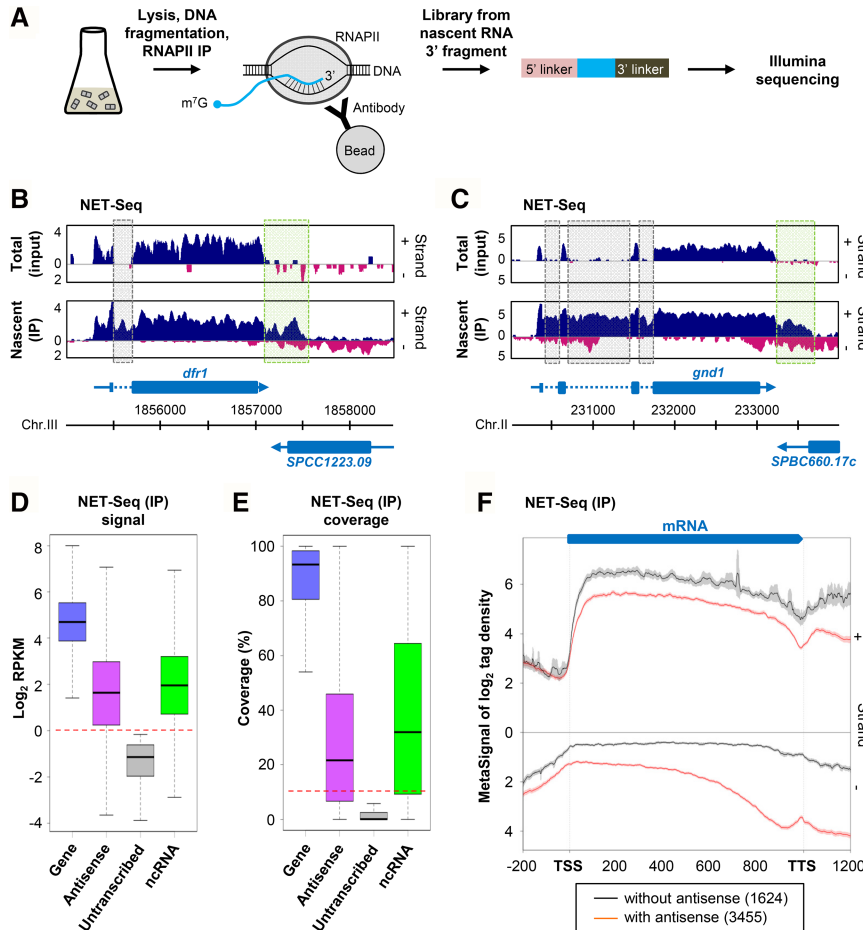 A
Lysis, DNA
fragmentation,
RNAPII IP
RNAPII
DNA
3’
m7G
Antibody
Bead
Library from
nascent RNA
3’ fragment
5’ linker
3’ linker
Illumina
sequencing
B
NET-Seq
Total
(input)
4
0
2
+
Strand
-
Nascent
(IP)
4
0
2
dfr1
1856000
1857000
1858000
Chr.III
SPCC1223.09
C
NET-Seq
Total
(input)
5
0
5
+
Strand
-
Nascent
(IP)
5
0
5
gnd1
231000
232000
233000
Chr.II
SPBC660.17c
D
NET-Seq (IP)
signal
Log2 RPKM
8
6
4
2
0
-2
-4
Gene
Antisense
Untranscribed
ncRNA
E
NET-Seq (IP)
coverage
Coverage (%)
100
80
60
40
20
0
Gene
Antisense
Untranscribed
ncRNA
F
NET-Seq (IP)
mRNA
MetaSignal of log2 tag density
6
4
2
0
2
4
+
Strand
-
-200
TSS
200
400
600
800
TTS
1200
without antisense (1624)
with antisense (3455)